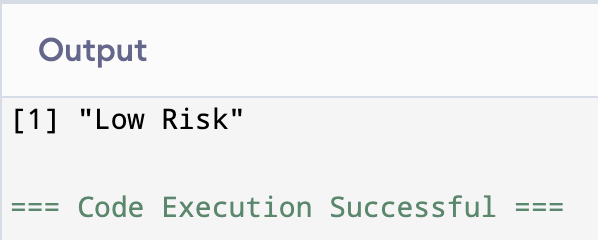 Output
[1] "Low Risk"
=== Code Execution Successful ===